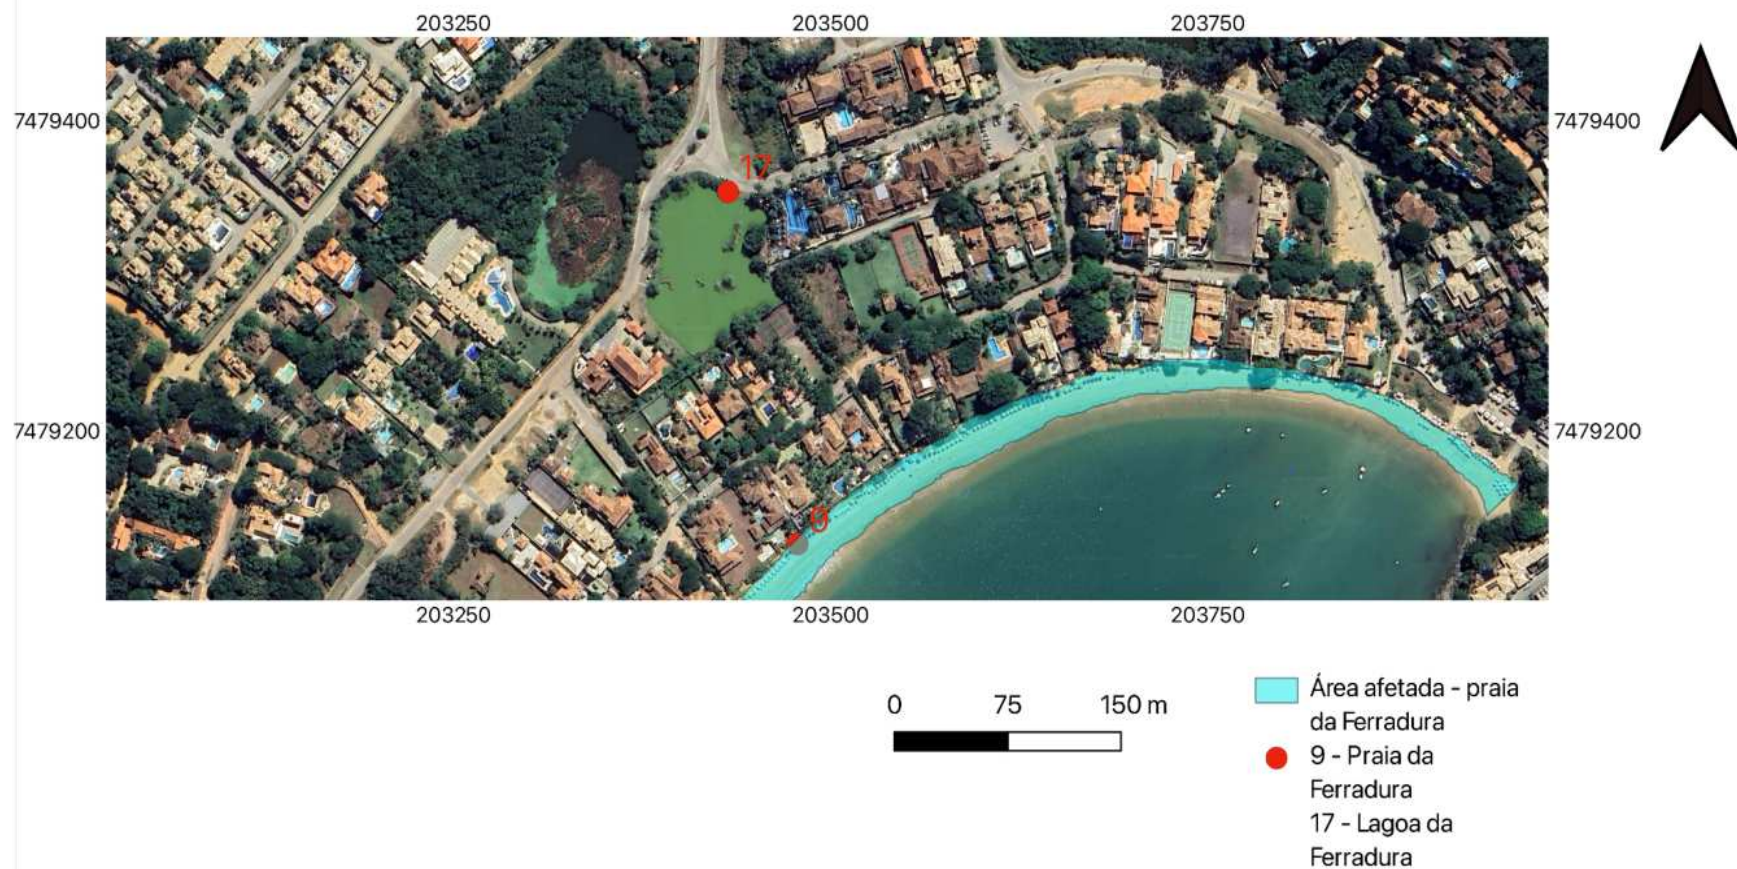 203250 203500 203750
7479400 7479400
17
7479200 7479200
9
203250 203500 203750
0 75 150 m
Área afetada - praia
da Ferradura
9 - Praia da
Ferradura
17 - Lagoa da
Ferradura